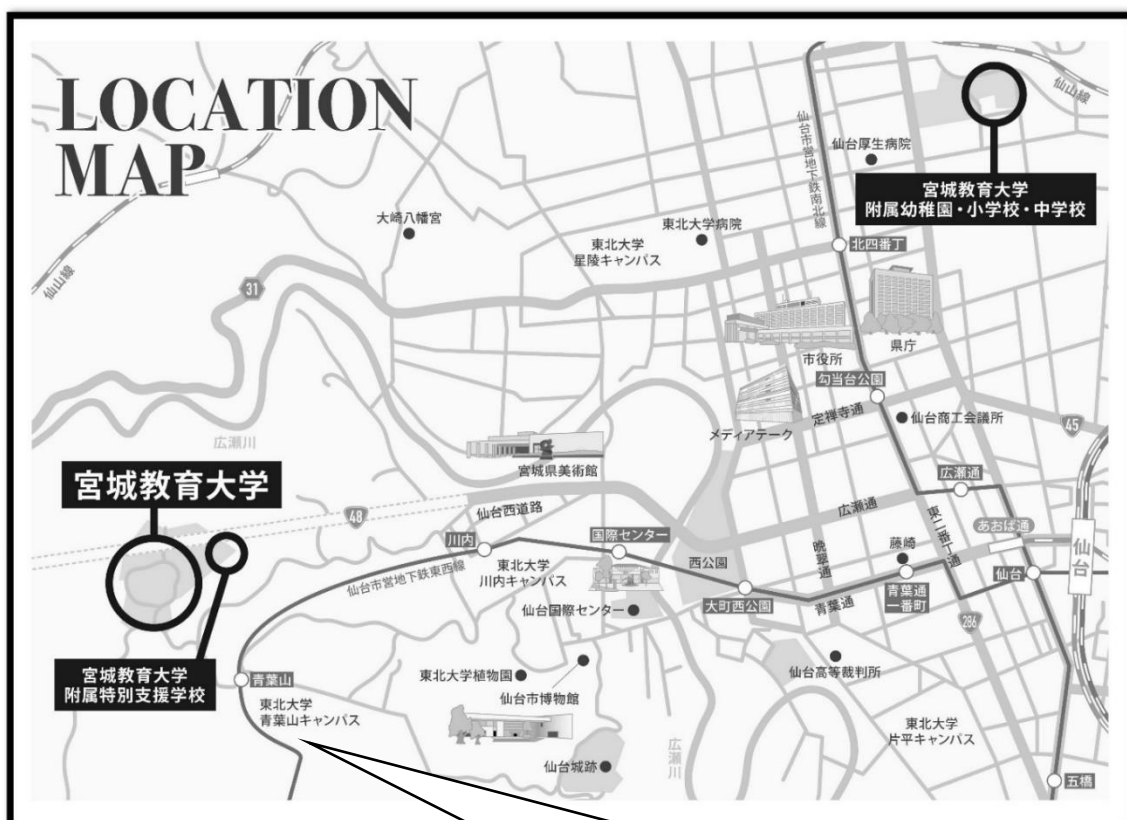 LOCATION
MAP
仙山線
仙台市営地下鉄南北線
仙台厚生病院
宮城教育大学
附属幼稚園・小学校・中学校
大崎八幡宮
東北大学病院
東北大学
星陵キャンパス
北四番丁
仙山線
31
市役所
県庁
勾当台公園
定禅寺通
仙台商工会議所
45
メディアテーク
広瀬川
宮城県美術館
宮城教育大学
48
仙台西道路
広瀬通
広瀬通
東二番丁通
あおば通
川内
国際センター
仙台市営地下鉄東西線
東北大学
川内キャンパス
西公園
晩翠通
藤崎
仙台
仙台
大町西公園
青葉通
青葉通
一番町
仙台国際センター
286
宮城教育大学
附属特別支援学校
青葉山
東北大学植物園
仙台市博物館
仙台高等裁判所
東北大学
青葉山キャンパス
東北大学
片平キャンパス
広瀬川
仙台城跡
五橋